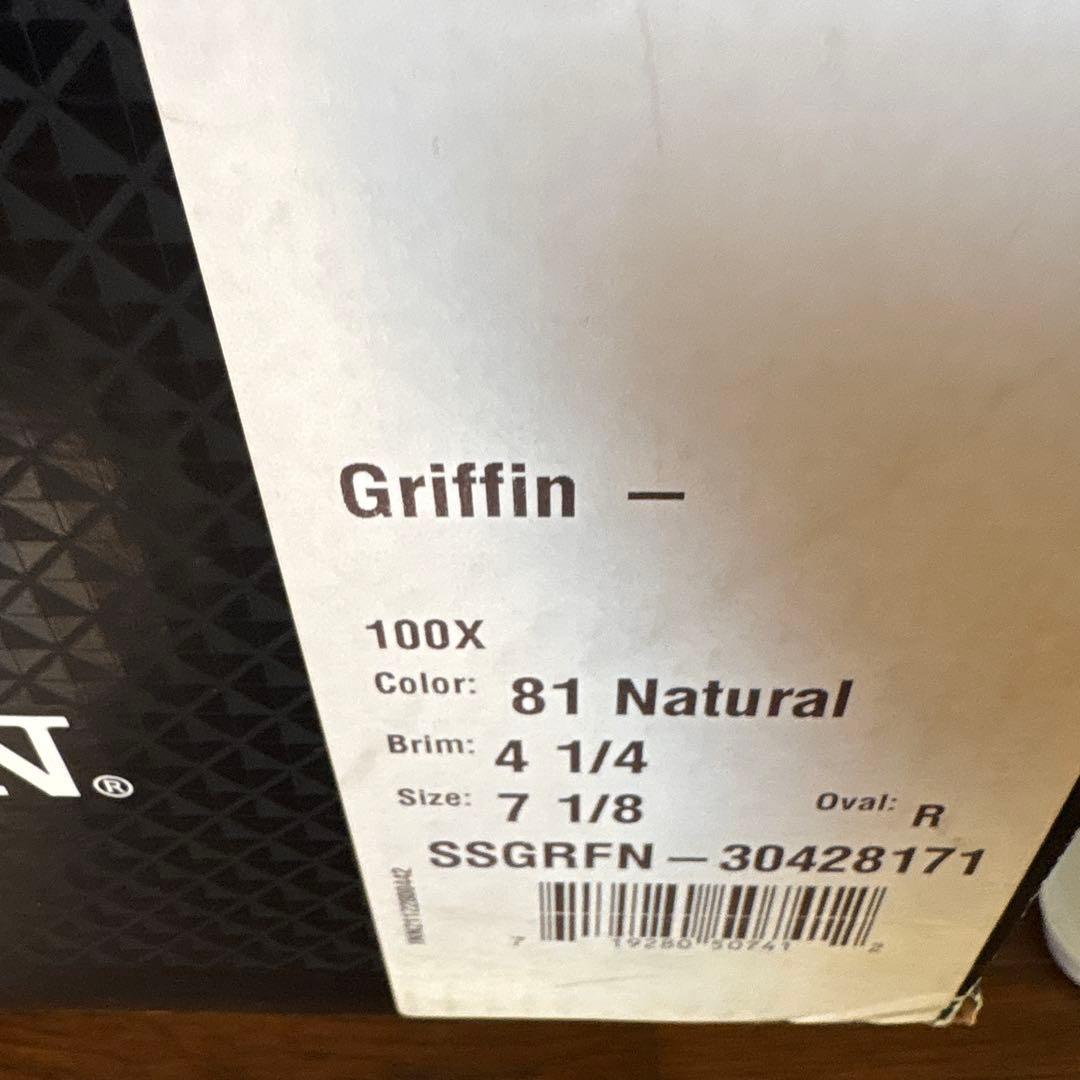 Griffin —
100X
Color: 81 Natural
Brim: 4 1/4
Size: 7 1/8 Oval: R
SSGRFN — 30428171
7 19280 50741 2
N®